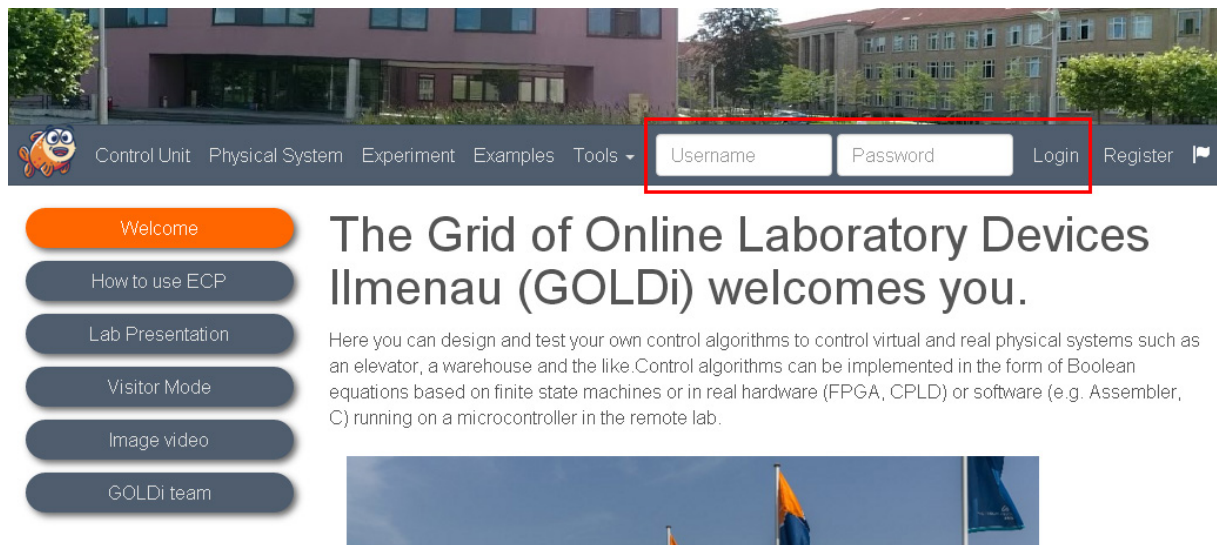 Control Unit Physical System Experiment Examples Tools Username Password Login Register
Welcome
How to use ECP
Lab Presentation
Visitor Mode
Image video
GOLDi team
The Grid of Online Laboratory Devices
Ilmenau (GOLDi) welcomes you.
Here you can design and test your own control algorithms to control virtual and real physical systems such as
an elevator, a warehouse and the like.Control algorithms can be implemented in the form of Boolean
equations based on finite state machines or in real hardware (FPGA, CPLD) or software (e.g. Assembler,
C) running on a microcontroller in the remote lab.